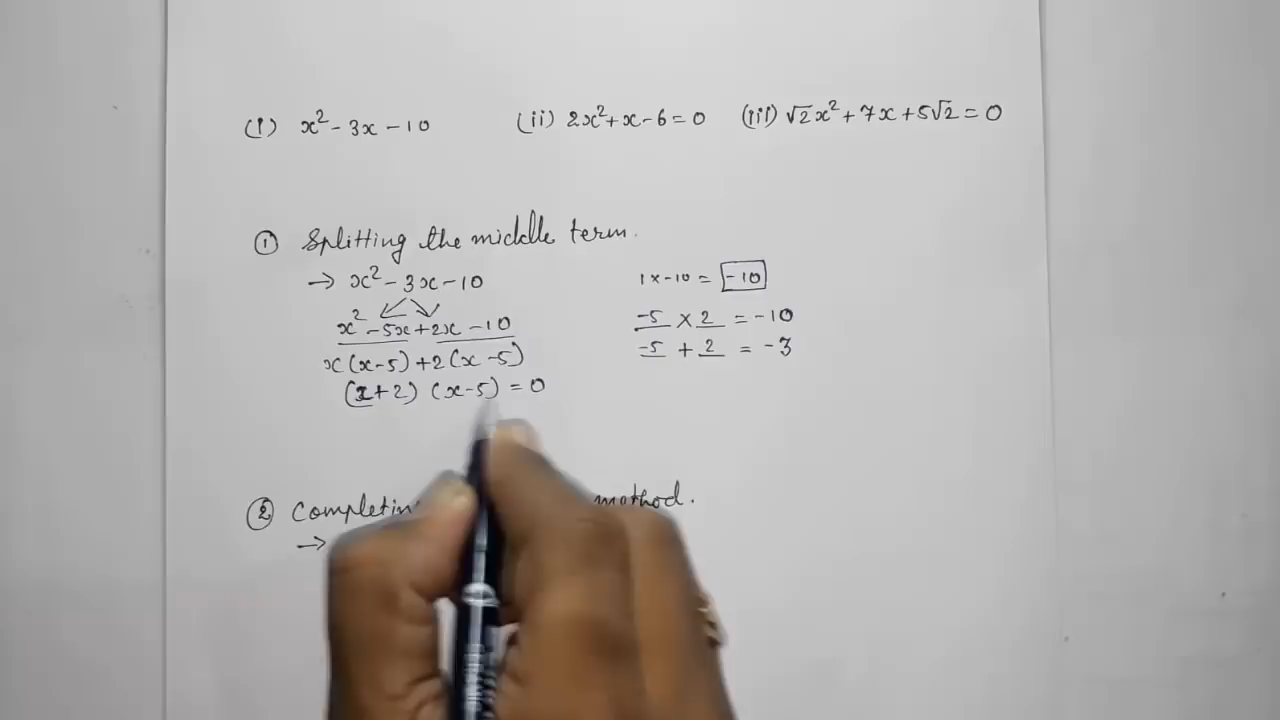 (i) x² - 3x - 10 (ii) 2x² + x - 6 = 0 (iii) √2x² + 7x + 5√2 = 0
① Splitting the middle term.
→ x² - 3x - 10 1 x -10 = -10
x² - 5x + 2x - 10 -5 × 2 = -10
x(x-5) + 2(x-5) -5 + 2 = -3
(x+2) (x-5) = 0
② Completin method.
→